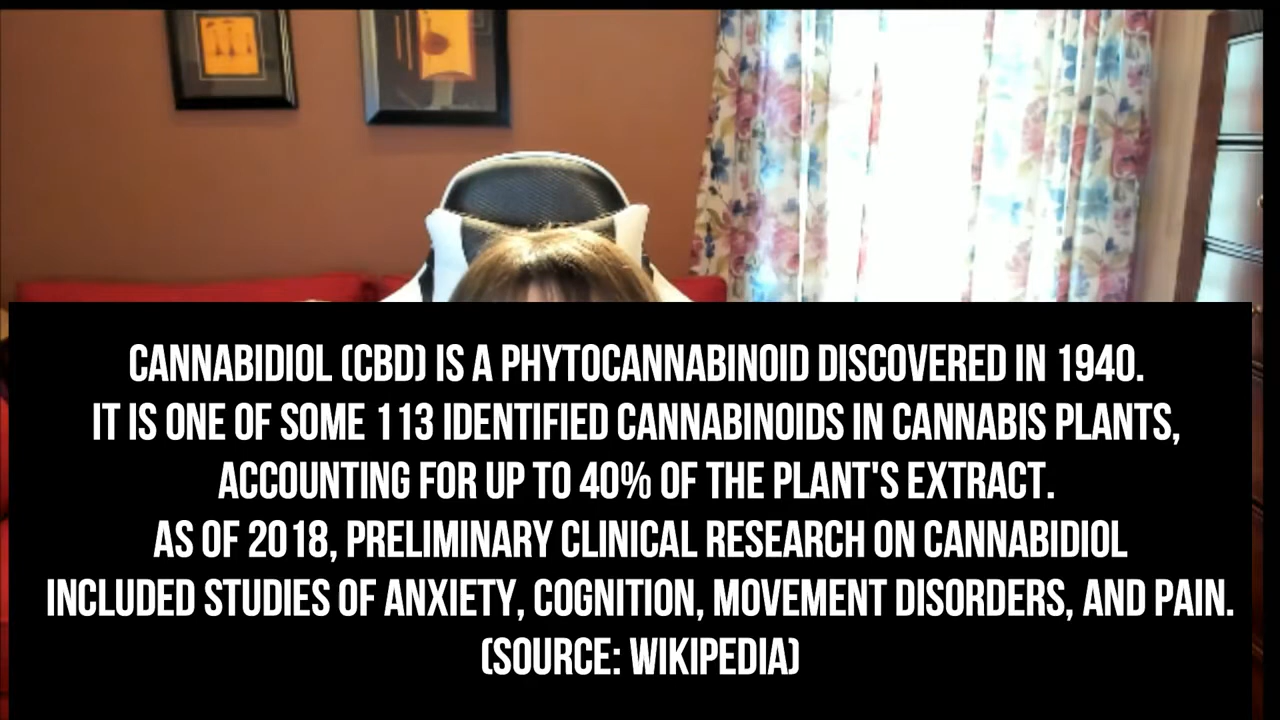 CANNABIDIOL (CBD) IS A PHYTOCANNABINOID DISCOVERED IN 1940.
IT IS ONE OF SOME 113 IDENTIFIED CANNABINOIDS IN CANNABIS PLANTS,
ACCOUNTING FOR UP TO 40% OF THE PLANT'S EXTRACT.
AS OF 2018, PRELIMINARY CLINICAL RESEARCH ON CANNABIDIOL
INCLUDED STUDIES OF ANXIETY, COGNITION, MOVEMENT DISORDERS, AND PAIN.
(SOURCE: WIKIPEDIA)